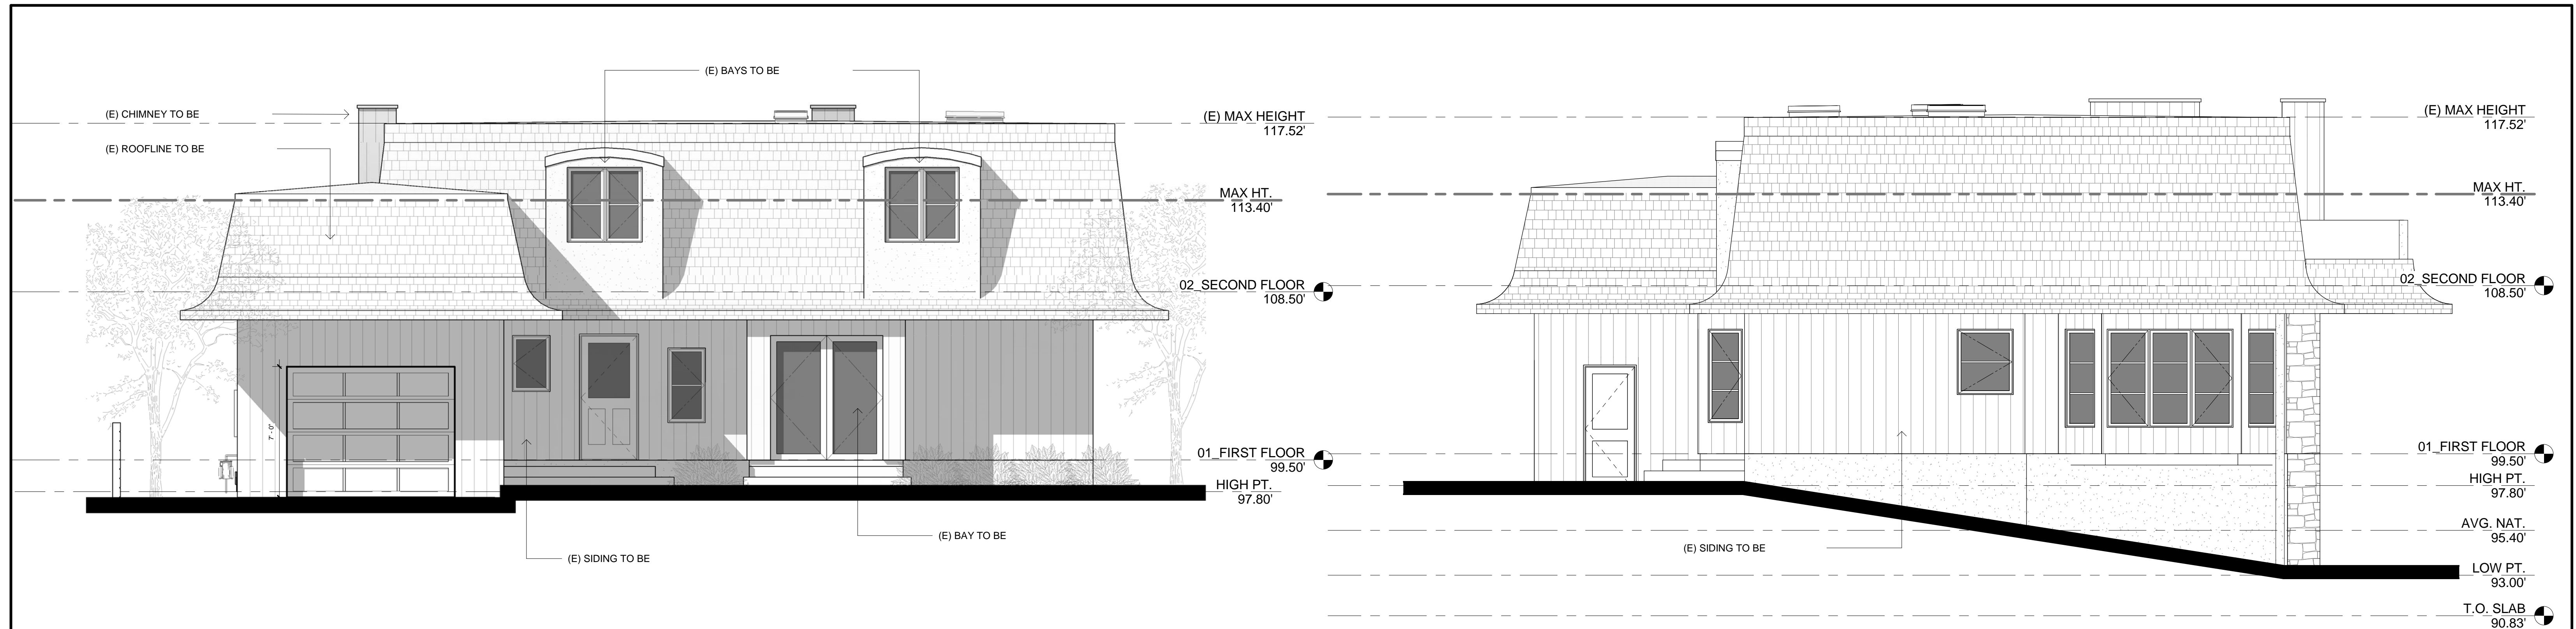 (E) BAYS TO BE
(E) CHIMNEY TO BE
(E) ROOFLINE TO BE
(E) MAX HEIGHT
117.52'
MAX HT.
113.40'
02_SECOND FLOOR
108.50'
7' - 0"
01_FIRST FLOOR
99.50'
HIGH PT.
97.80'
(E) BAY TO BE
(E) SIDING TO BE
(E) MAX HEIGHT
117.52'
MAX HT.
113.40'
02_SECOND FLOOR
108.50'
01_FIRST FLOOR
99.50'
HIGH PT.
97.80'
AVG. NAT.
95.40'
(E) SIDING TO BE
LOW PT.
93.00'
T.O. SLAB
90.83'